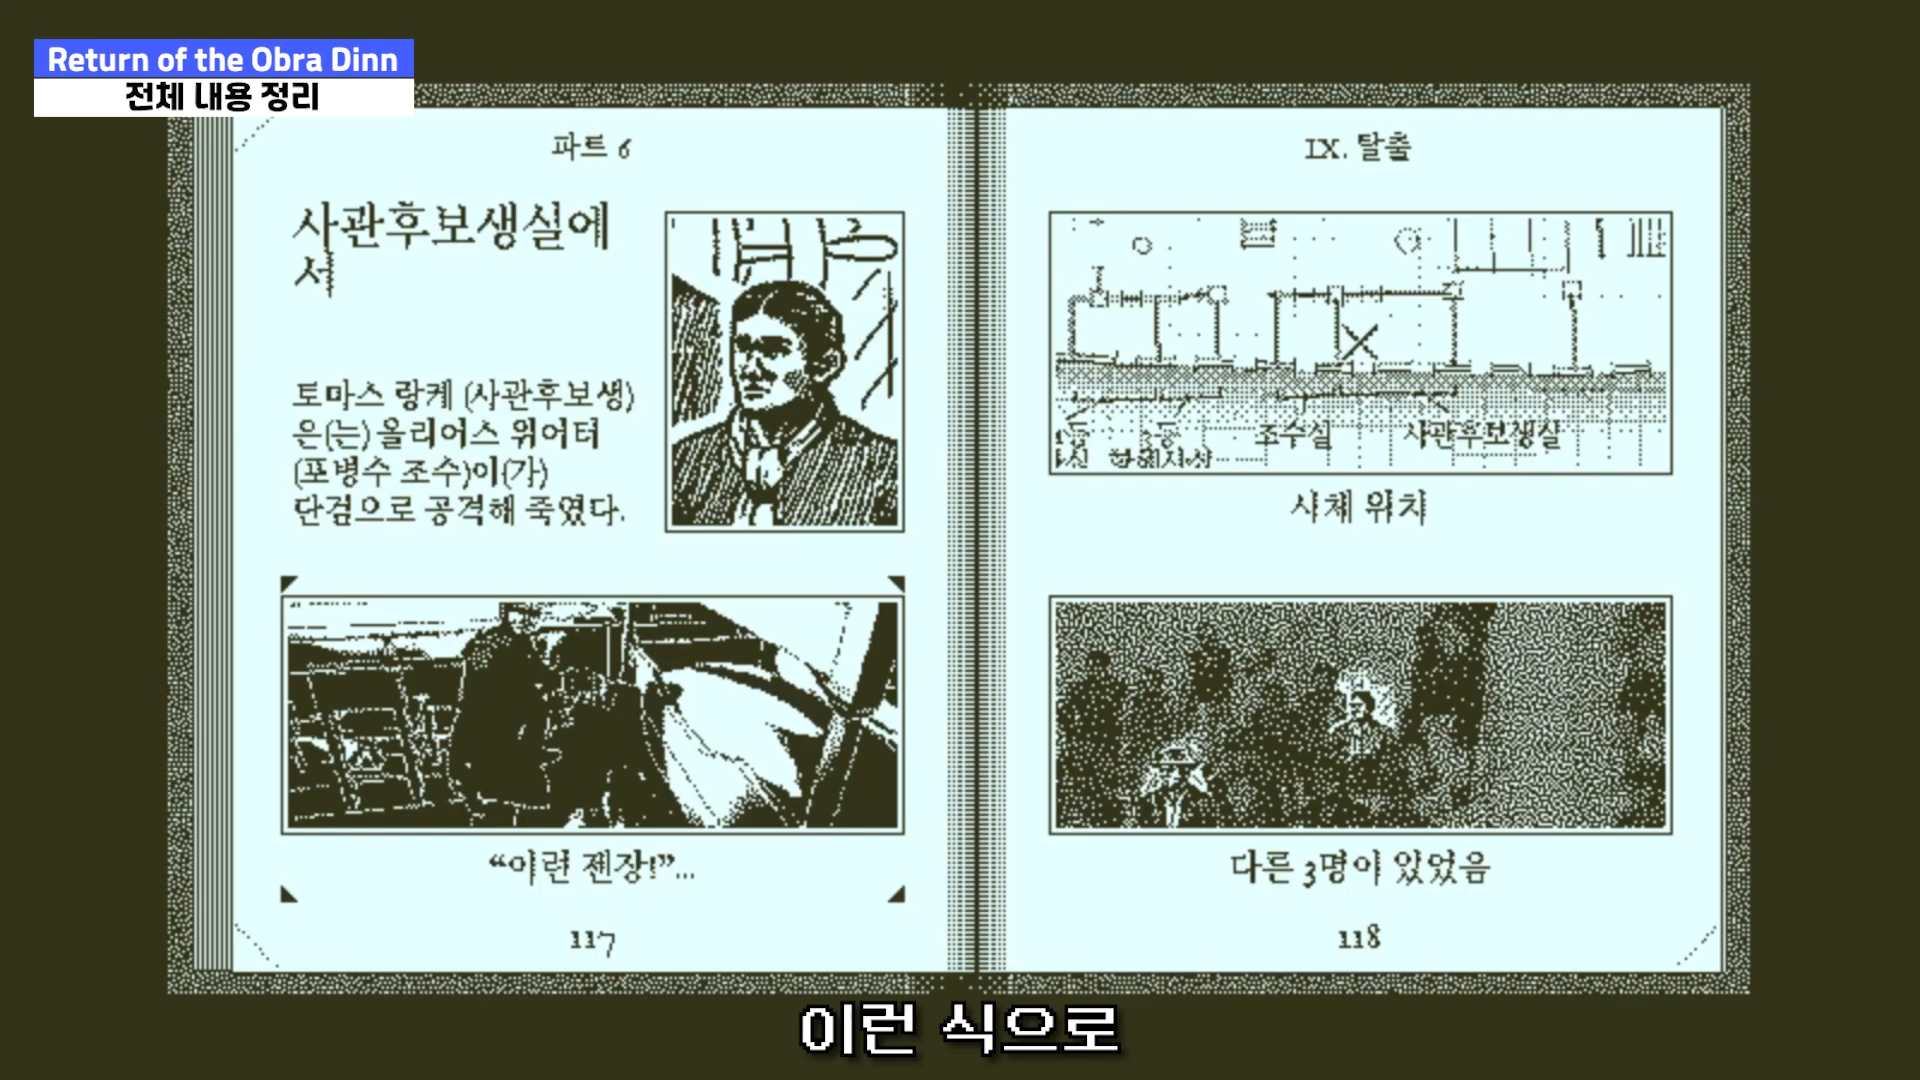 Return of the Obra Dinn
전체 내용 정리
파트 6
사관후보생실에
서
토마스 랑케 (사관후보생)
은(는) 올리어스 위어터
(포병수 조수)이(가)
단검으로 공격해 죽였다.
“이런 젠장!”...
117
IX. 탈출
조수실
사관후보생실
사체 위치
다른 3명이 있었음
118
이런 식으로